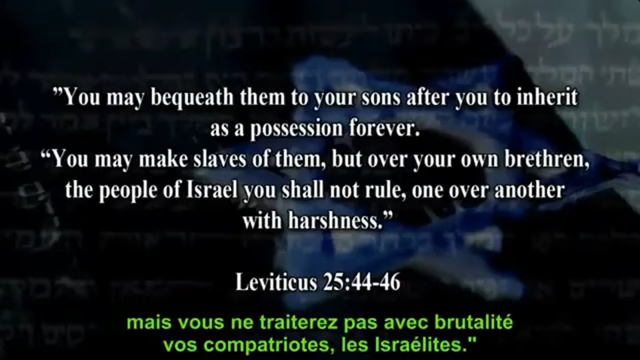 ”You may bequeath them to your sons after you to inherit
as a possession forever.
“You may make slaves of them, but over your own brethren,
the people of Israel you shall not rule, one over another
with harshness.”
Leviticus 25:44-46
mais vous ne traiterez pas avec brutalité
vos compatriotes, les Israélites."